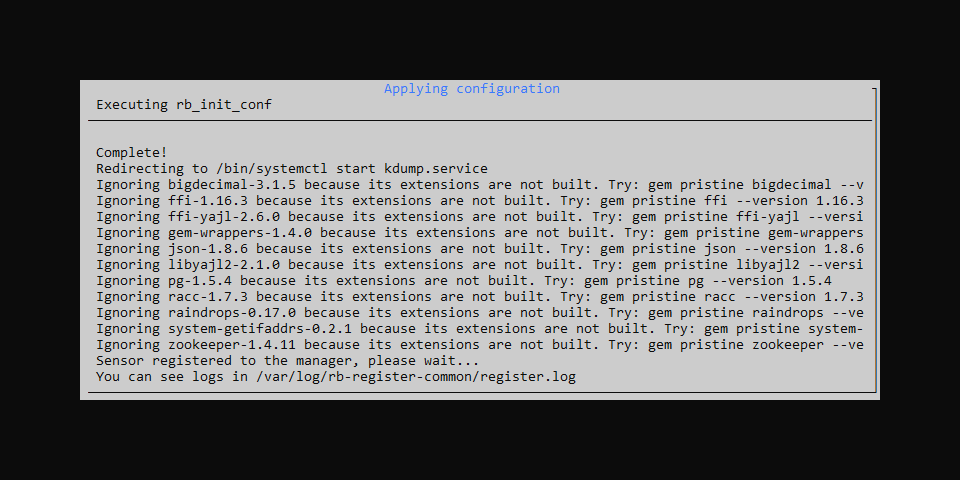 Applying configuration
Executing rb_init_conf
Complete!
Redirecting to /bin/systemctl start kdump.service
Ignoring bigdecimal-3.1.5 because its extensions are not built. Try: gem pristine bigdecimal --v
Ignoring ffi-1.16.3 because its extensions are not built. Try: gem pristine ffi --version 1.16.3
Ignoring ffi-yajl-2.6.0 because its extensions are not built. Try: gem pristine ffi-yajl --versi
Ignoring gem-wrappers-1.4.0 because its extensions are not built. Try: gem pristine gem-wrappers
Ignoring json-1.8.6 because its extensions are not built. Try: gem pristine json --version 1.8.6
Ignoring libyajl2-2.1.0 because its extensions are not built. Try: gem pristine libyajl2 --versi
Ignoring pg-1.5.4 because its extensions are not built. Try: gem pristine pg --version 1.5.4
Ignoring racc-1.7.3 because its extensions are not built. Try: gem pristine racc --version 1.7.3
Ignoring raindrops-0.17.0 because its extensions are not built. Try: gem pristine raindrops --ve
Ignoring system-getifaddrs-0.2.1 because its extensions are not built. Try: gem pristine system-
Ignoring zookeeper-1.4.11 because its extensions are not built. Try: gem pristine zookeeper --ve
Sensor registered to the manager, please wait...
You can see logs in /var/log/rb-register-common/register.log